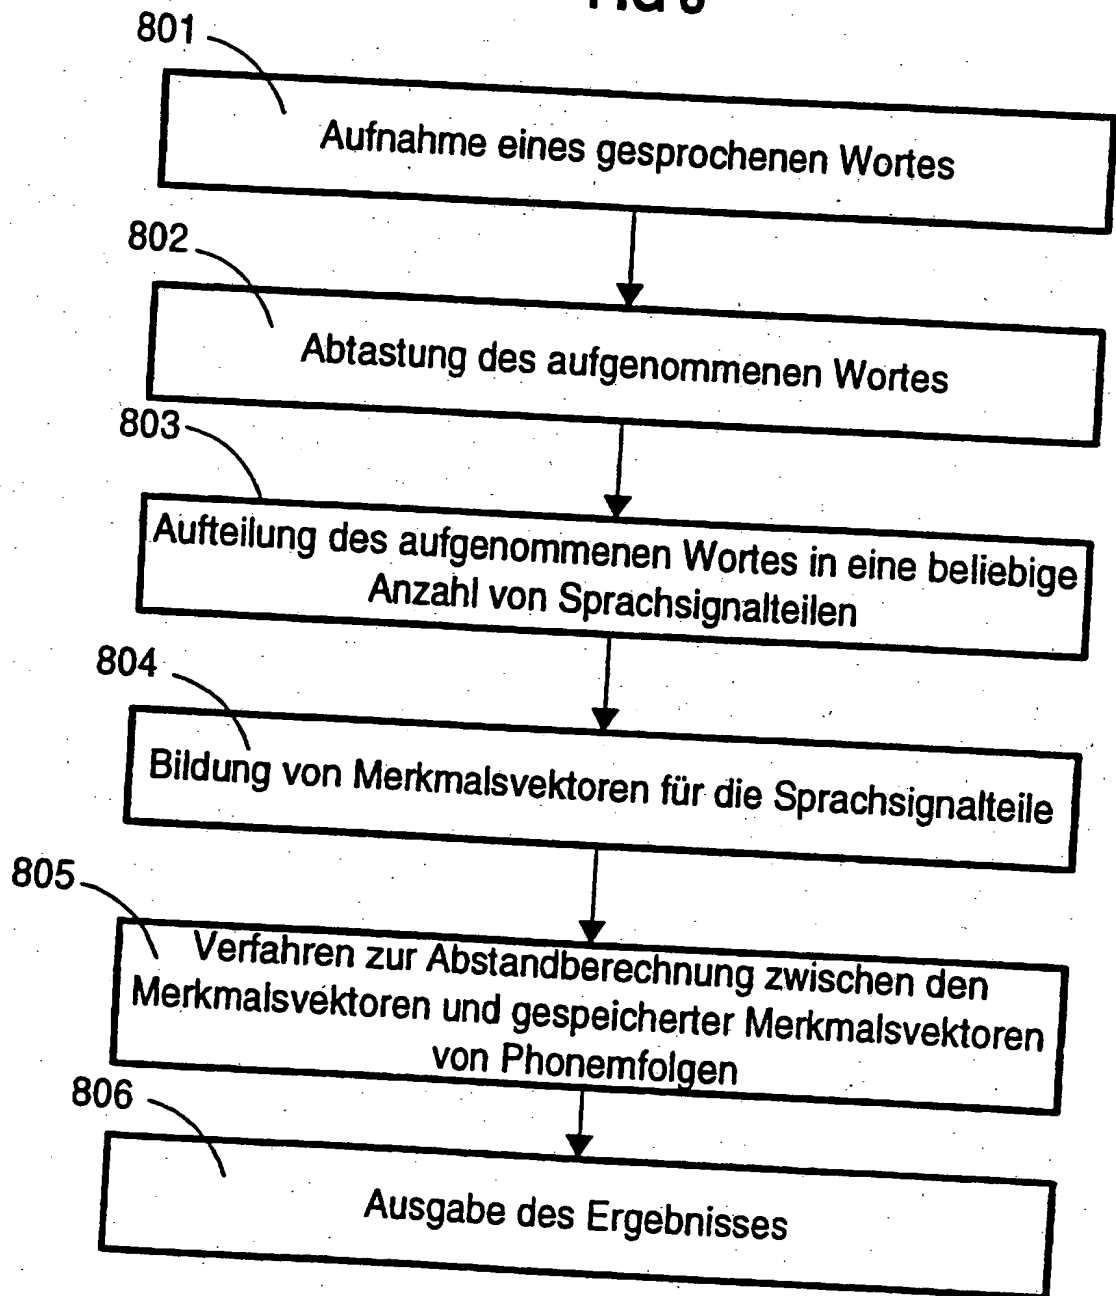 801
Aufnahme eines gesprochenen Wortes
802
Abtastung des aufgenommenen Wortes
803
Aufteilung des aufgenommenen Wortes in eine beliebige
Anzahl von Sprachsignalteilen
804
Bildung von Merkmalsvektoren für die Sprachsignalteile
805
Verfahren zur Abstandberechnung zwischen den
Merkmalsvektoren und gespeicherter Merkmalsvektoren
von Phonemfolgen
806
Ausgabe des Ergebnisses